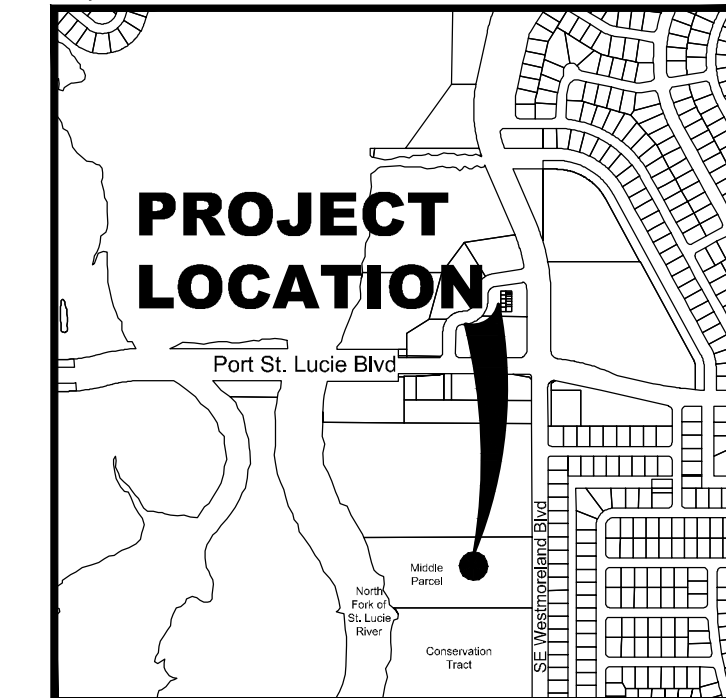 PROJECT
LOCATION
Port St. Lucie Blvd
SE Westmoreland Blvd
Middle
Parcel
North
Fork of
St. Lucie
River
Conservation
Tract